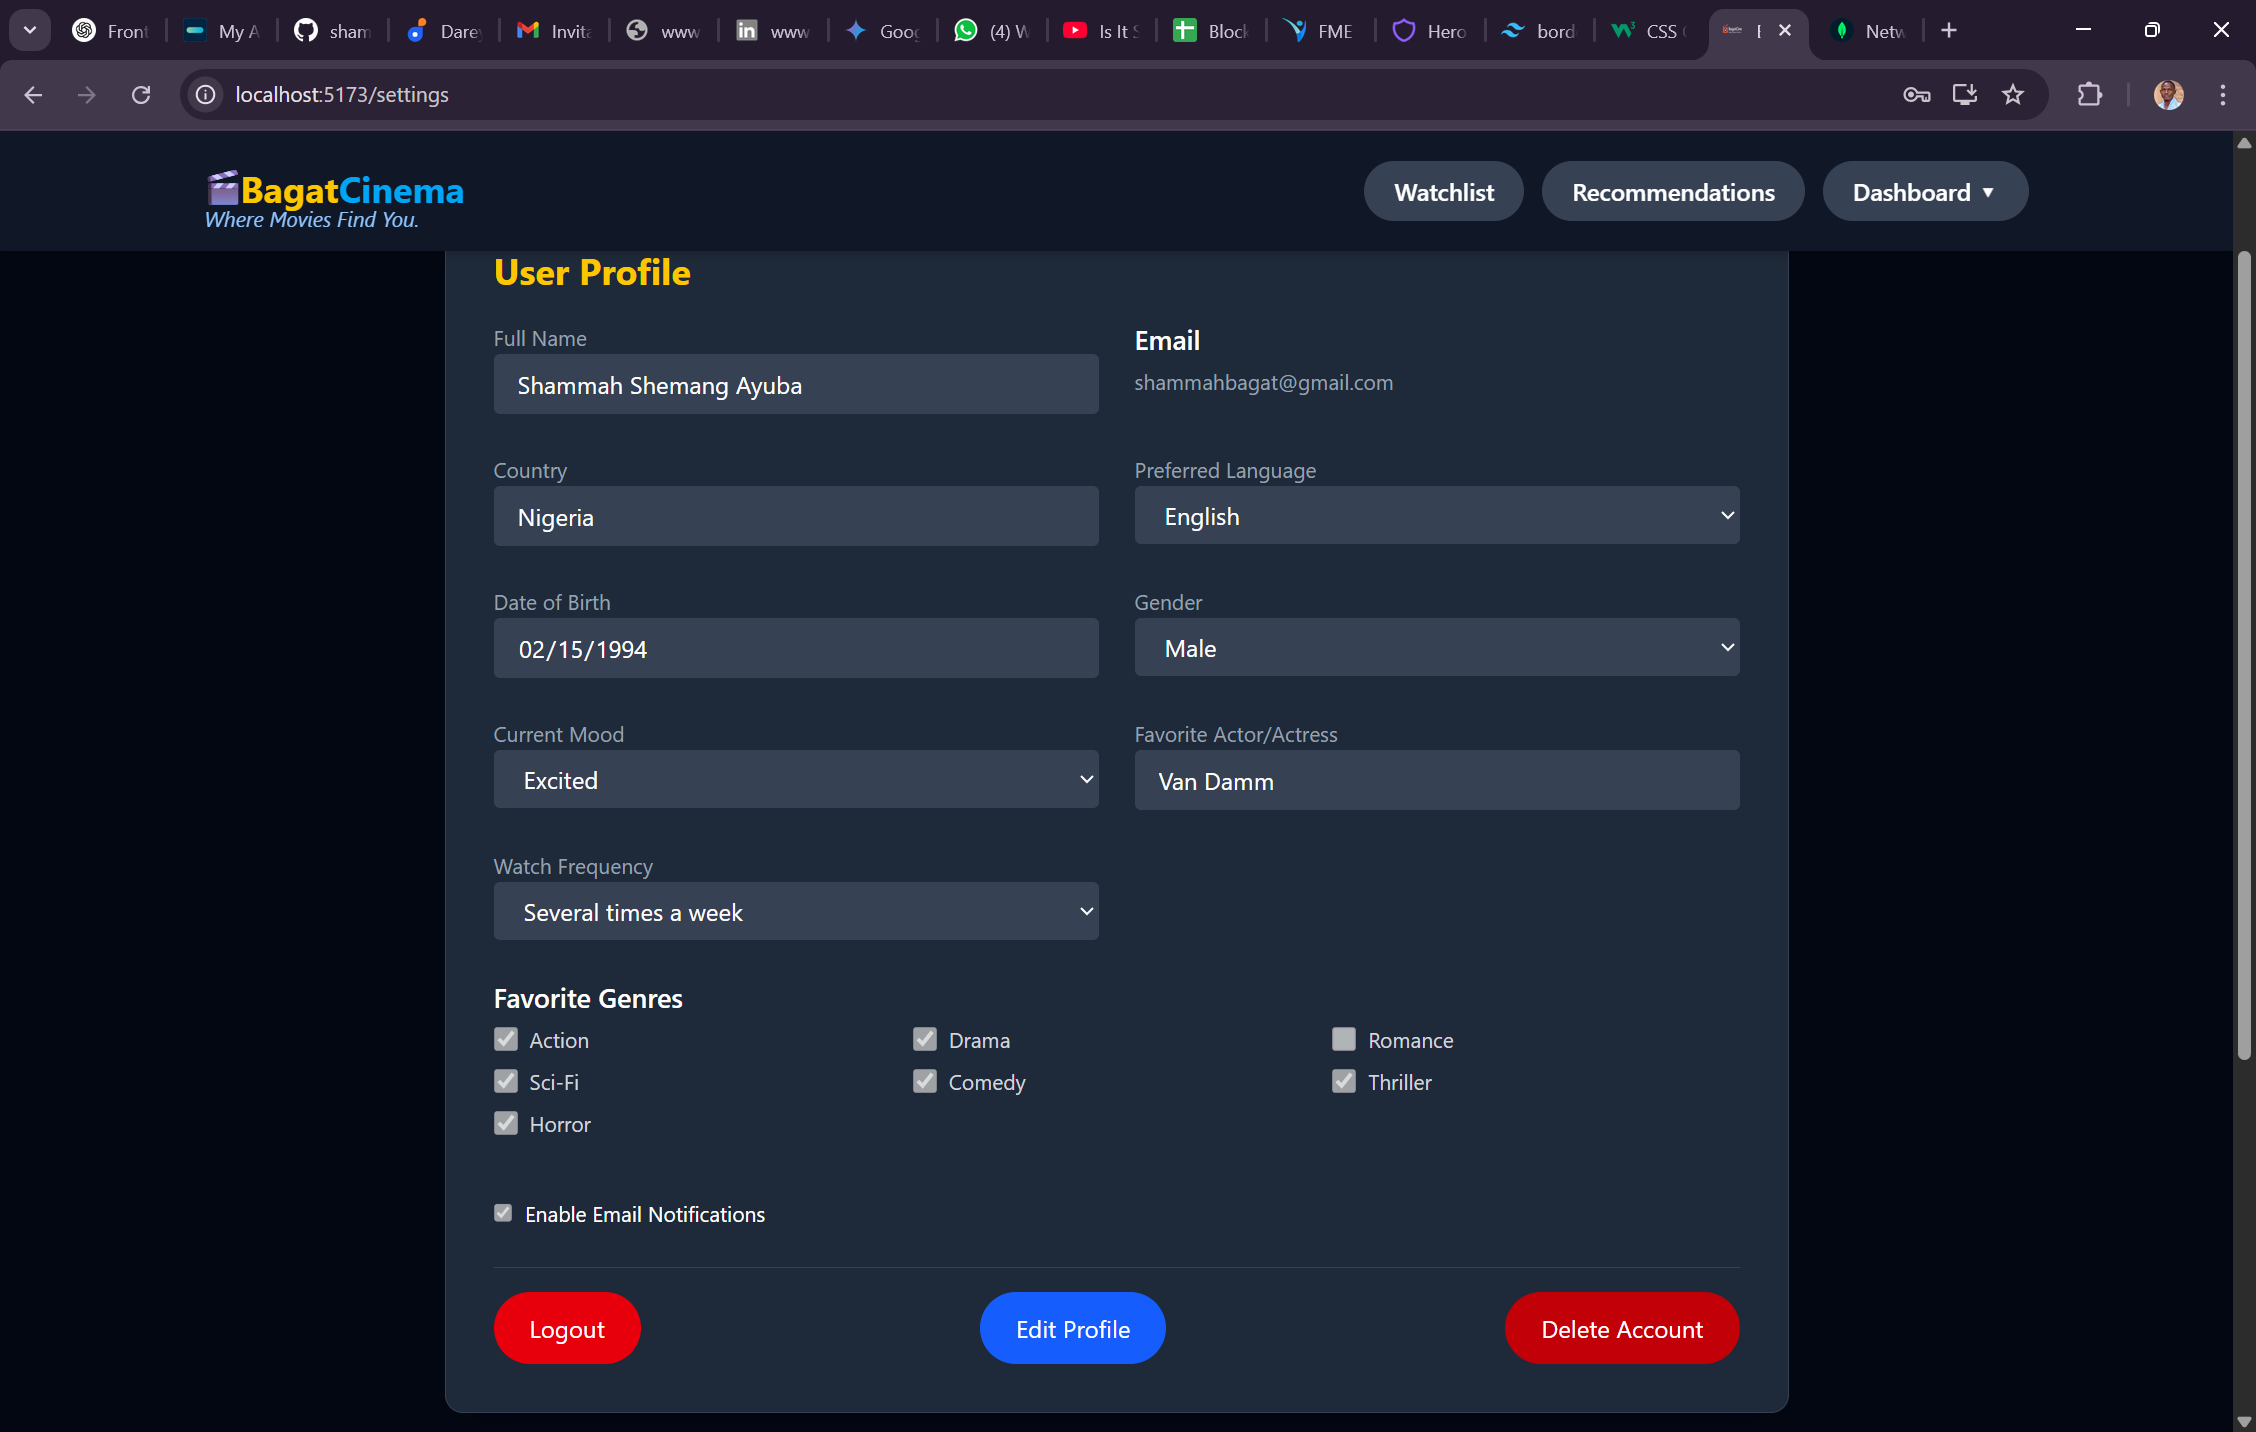 Front
My A
sham
Dare
Invita
www
www
Goog
(4) W
Is It S
Block
FME
Hero
bord
CSS
Netw
localhost:5173/settings
BagatCinema
Where Movies Find You.
Watchlist
Recommendations
Dashboard ▼
User Profile
Full Name
Shammah Shemang Ayuba
Email
shammahbagat@gmail.com
Country
Nigeria
Preferred Language
English
Date of Birth
02/15/1994
Gender
Male
Current Mood
Excited
Favorite Actor/Actress
Van Damm
Watch Frequency
Several times a week
Favorite Genres
Action
Drama
Romance
Sci-Fi
Comedy
Thriller
Horror
Enable Email Notifications
Logout
Edit Profile
Delete Account